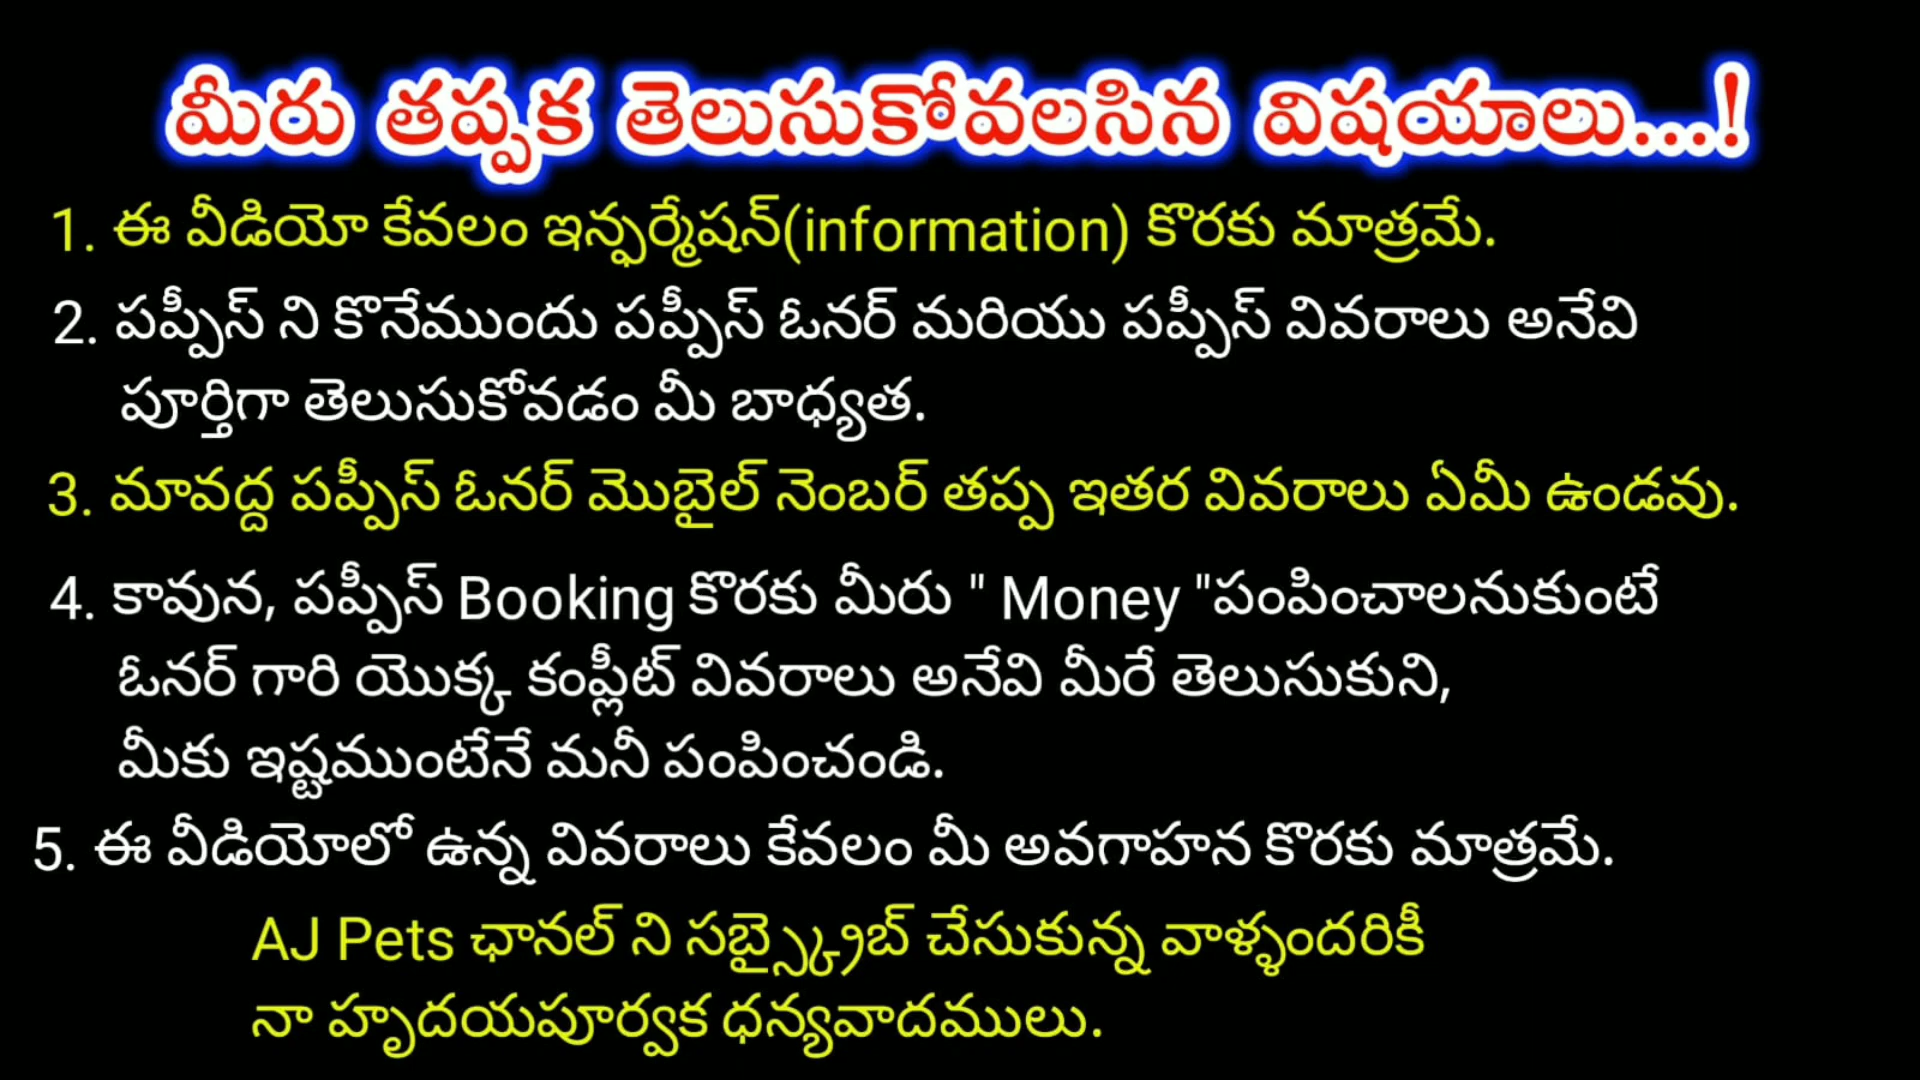 మీరు తప్పక తెలుసుకోవలసిన విషయాలు....!
1. ఈ వీడియో కేవలం ఇన్ఫర్మేషన్(information) కొరకు మాత్రమే.
2. పప్పీస్ ని కొనేముందు పప్పీస్ ఓనర్ మరియు పప్పీస్ వివరాలు అనేవి
పూర్తిగా తెలుసుకోవడం మీ బాధ్యత.
3. మావద్ద పప్పీస్ ఓనర్ మొబైల్ నెంబర్ తప్ప ఇతర వివరాలు ఏమీ ఉండవు.
4. కావున, పప్పీస్ Booking కొరకు మీరు " Money "పంపించాలనుకుంటే
ఓనర్ గారి యొక్క కంప్లీట్ వివరాలు అనేవి మీరే తెలుసుకుని,
మీకు ఇష్టముంటేనే మనీ పంపించండి.
5. ఈ వీడియోలో ఉన్న వివరాలు కేవలం మీ అవగాహన కొరకు మాత్రమే.
AJ Pets ఛానల్ ని సబ్స్క్రైబ్ చేసుకున్న వాళ్ళందరికీ
నా హృదయపూర్వక ధన్యవాదములు.